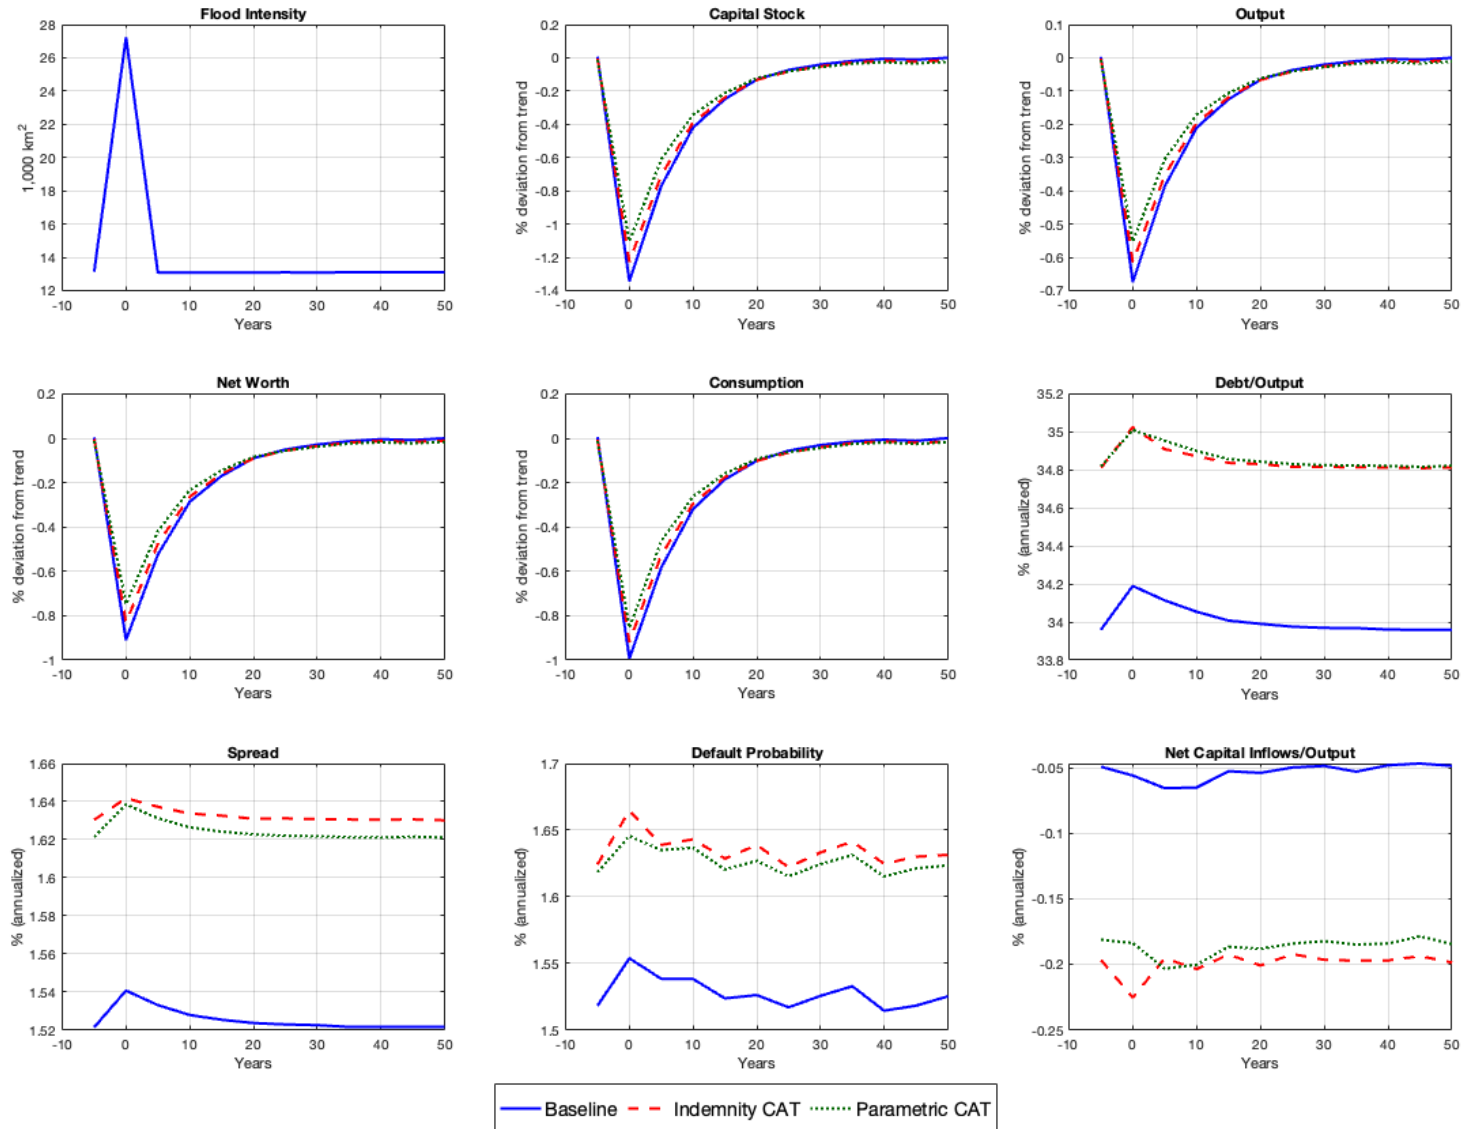 Flood Intensity
28
26
24
22
20
18
16
14
12
1,000 km²
-10 0 10 20 30 40 50
Years
Capital Stock
0.2
0
-0.2
-0.4
-0.6
-0.8
-1
-1.2
-1.4
% deviation from trend
-10 0 10 20 30 40 50
Years
Output
0.1
0
-0.1
-0.2
-0.3
-0.4
-0.5
-0.6
-0.7
% deviation from trend
-10 0 10 20 30 40 50
Years
Net Worth
0.2
0
-0.2
-0.4
-0.6
-0.8
-1
% deviation from trend
-10 0 10 20 30 40 50
Years
Consumption
0.2
0
-0.2
-0.4
-0.6
-0.8
-1
% deviation from trend
-10 0 10 20 30 40 50
Years
Debt/Output
35.2
35
34.8
34.6
34.4
34.2
34
33.8
% (annualized)
-10 0 10 20 30 40 50
Years
Spread
1.66
1.64
1.62
1.6
1.58
1.56
1.54
1.52
% (annualized)
-10 0 10 20 30 40 50
Years
Default Probability
1.7
1.65
1.6
1.55
1.5
% (annualized)
-10 0 10 20 30 40 50
Years
Net Capital Inflows/Output
-0.05
-0.1
-0.15
-0.2
-0.25
% (annualized)
-10 0 10 20 30 40 50
Years
Baseline Indemnity CAT Parametric CAT